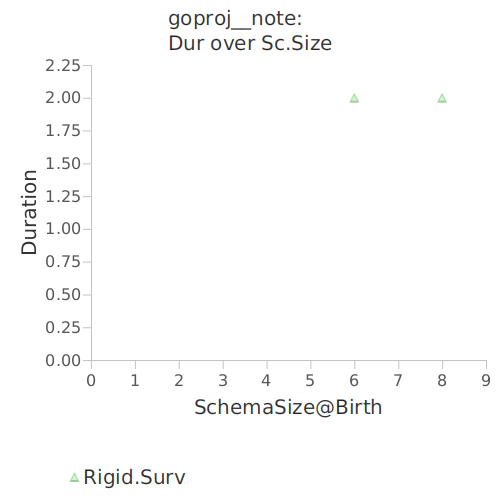 goproj__note:
Dur over Sc.Size
2.25
2.00
1.75
1.50
1.25
1.00
0.75
0.50
0.25
0.00
Duration
0 1 2 3 4 5 6 7 8 9
SchemaSize@Birth
Rigid.Surv